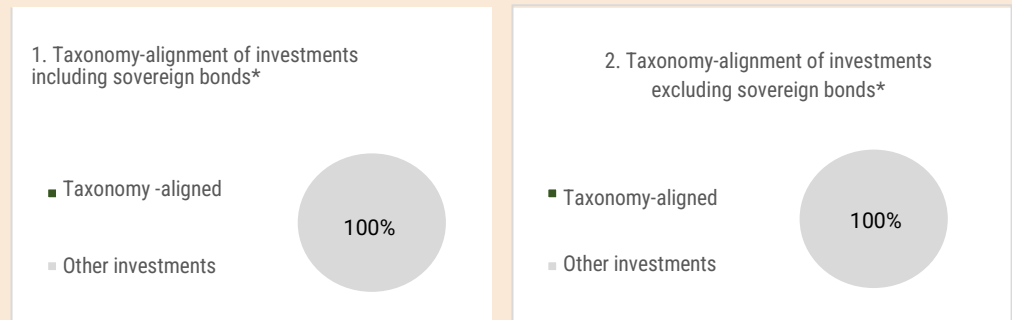 1. Taxonomy-alignment of investments
including sovereign bonds*
Taxonomy -aligned
100%
Other investments
2. Taxonomy-alignment of investments
excluding sovereign bonds*
Taxonomy-aligned
100%
Other investments